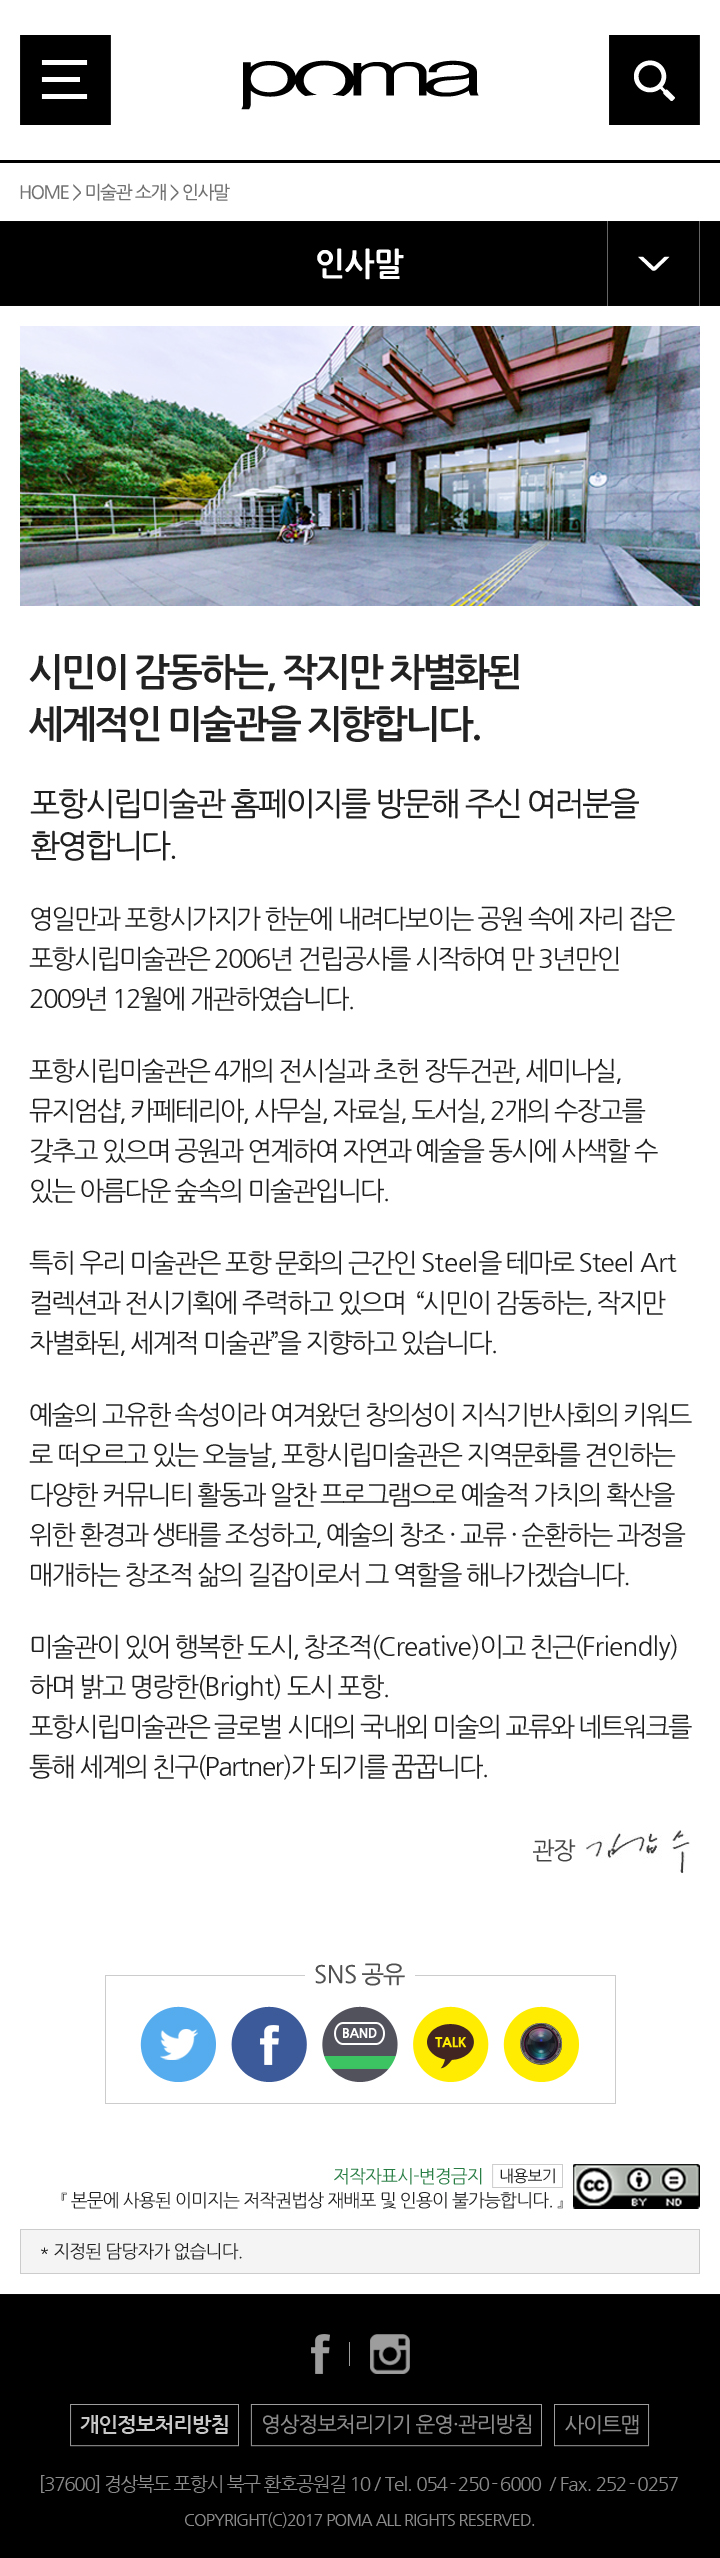 poma
HOME > 미술관 소개 > 인사말
인사말
시민이 감동하는, 작지만 차별화된
세계적인 미술관을 지향합니다.
포항시립미술관 홈페이지를 방문해 주신 여러분을
환영합니다.
영일만과 포항시가지가 한눈에 내려다보이는 공원 속에 자리 잡은
포항시립미술관은 2006년 건립공사를 시작하여 만 3년만인
2009년 12월에 개관하였습니다.
포항시립미술관은 4개의 전시실과 초헌 장두건관, 세미나실,
뮤지엄샵, 카페테리아, 사무실, 자료실, 도서실, 2개의 수장고를
갖추고 있으며 공원과 연계하여 자연과 예술을 동시에 사색할 수
있는 아름다운 숲속의 미술관입니다.
특히 우리 미술관은 포항 문화의 근간인 Steel을 테마로 Steel Art
컬렉션과 전시기획에 주력하고 있으며 “시민이 감동하는, 작지만
차별화된, 세계적 미술관”을 지향하고 있습니다.
예술의 고유한 속성이라 여겨왔던 창의성이 지식기반사회의 키워드
로 떠오르고 있는 오늘날, 포항시립미술관은 지역문화를 견인하는
다양한 커뮤니티 활동과 알찬 프로그램으로 예술적 가치의 확산을
위한 환경과 생태를 조성하고, 예술의 창조 · 교류 · 순환하는 과정을
매개하는 창조적 삶의 길잡이로서 그 역할을 해나가겠습니다.
미술관이 있어 행복한 도시, 창조적(Creative)이고 친근(Friendly)
하며 밝고 명랑한(Bright) 도시 포항.
포항시립미술관은 글로벌 시대의 국내외 미술의 교류와 네트워크를
통해 세계의 친구(Partner)가 되기를 꿈꿉니다.
관장 김갑수
SNS 공유
BAND TALK
저작자표시-변경금지 내용보기
『 본문에 사용된 이미지는 저작권법상 재배포 및 인용이 불가능합니다. 』
cc BY ND
* 지정된 담당자가 없습니다.
개인정보처리방침 영상정보처리기기 운영·관리방침 사이트맵
[37600] 경상북도 포항시 북구 환호공원길 10 / Tel. 054-250-6000 / Fax. 252-0257
COPYRIGHT(C)2017 POMA ALL RIGHTS RESERVED.